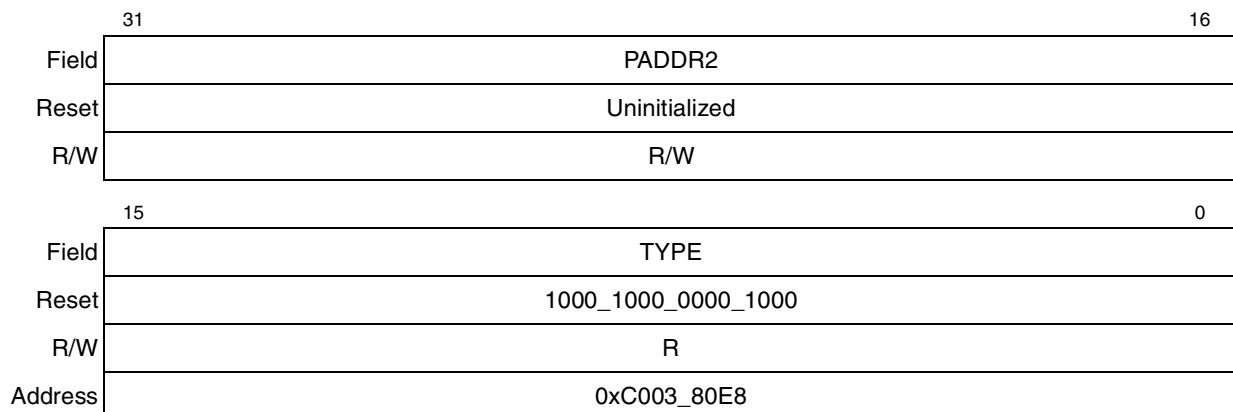 31 16
Field PADDR2
Reset Uninitialized
R/W R/W
15 0
Field TYPE
Reset 1000_1000_0000_1000
R/W R
Address 0xC003_80E8